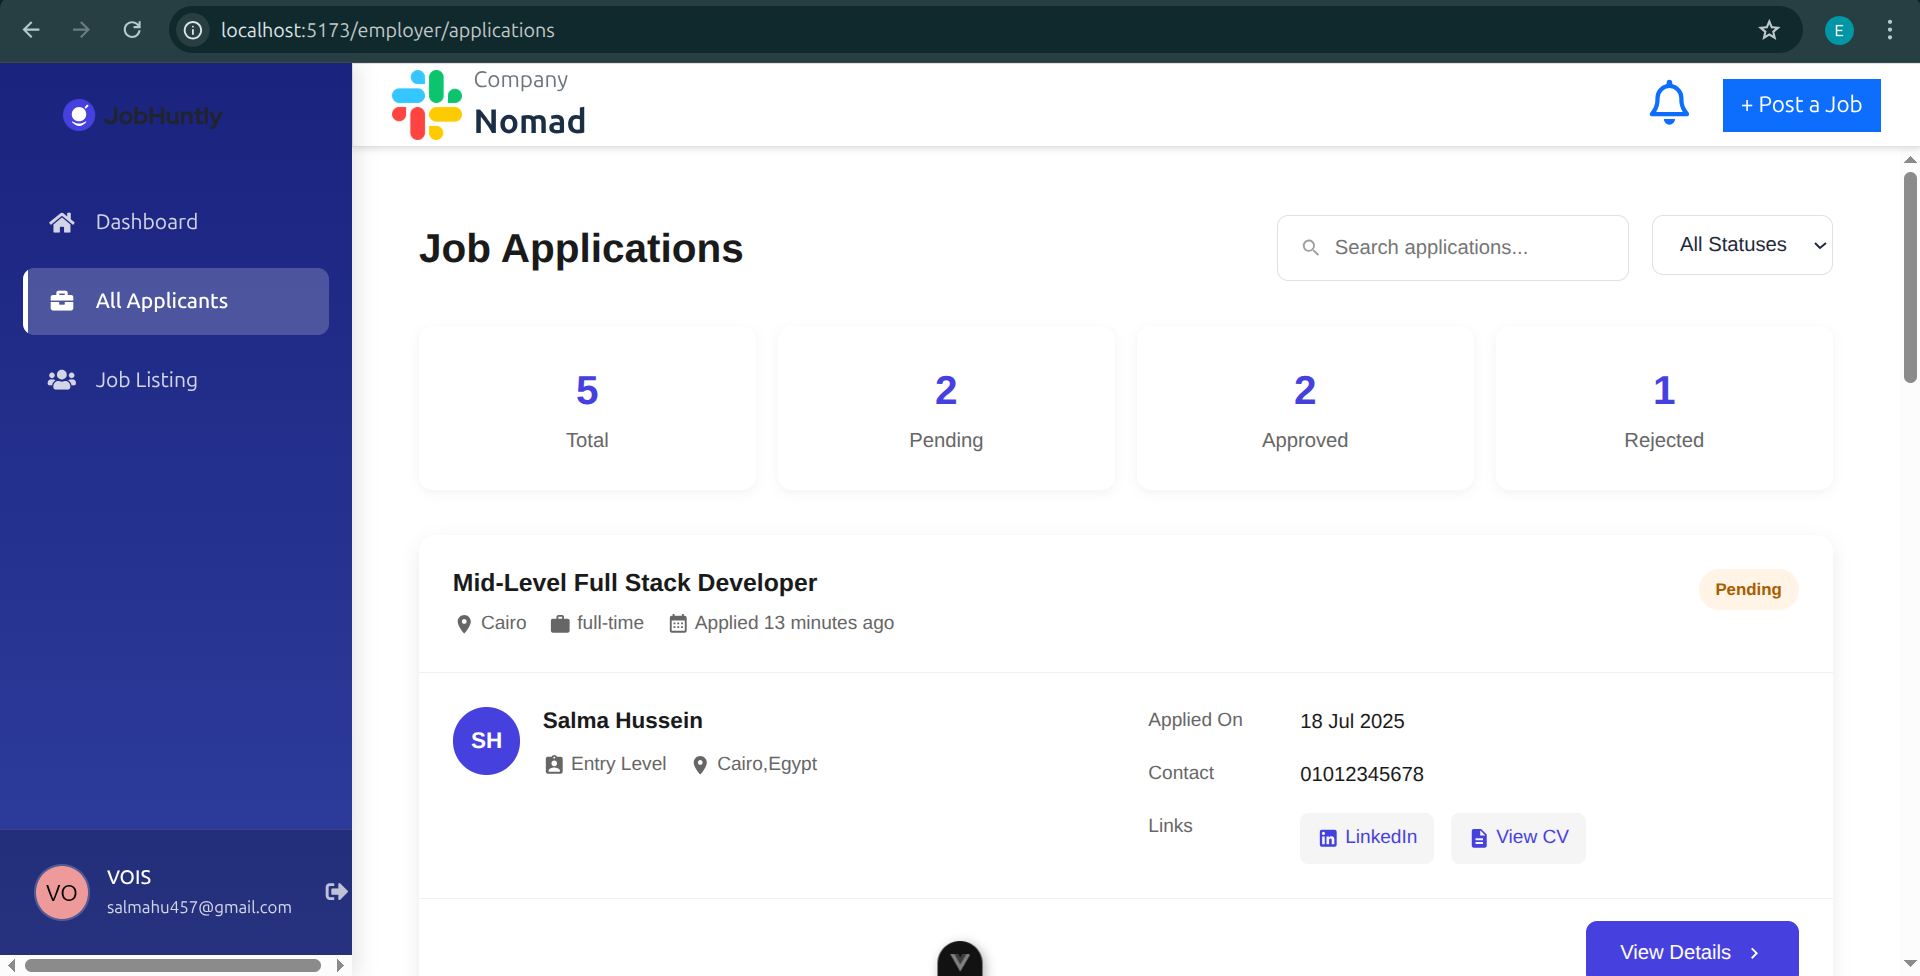 localhost:5173/employer/applications
E
JobHuntly
Dashboard
All Applicants
Job Listing
VO
VOIS
salmahu457@gmail.com
Company
Nomad
+ Post a Job
Job Applications
Search applications...
All Statuses
5
Total
2
Pending
2
Approved
1
Rejected
Mid-Level Full Stack Developer
Pending
Cairo full-time Applied 13 minutes ago
SH
Salma Hussein
Entry Level Cairo,Egypt
Applied On 18 Jul 2025
Contact 01012345678
Links LinkedIn View CV
View Details